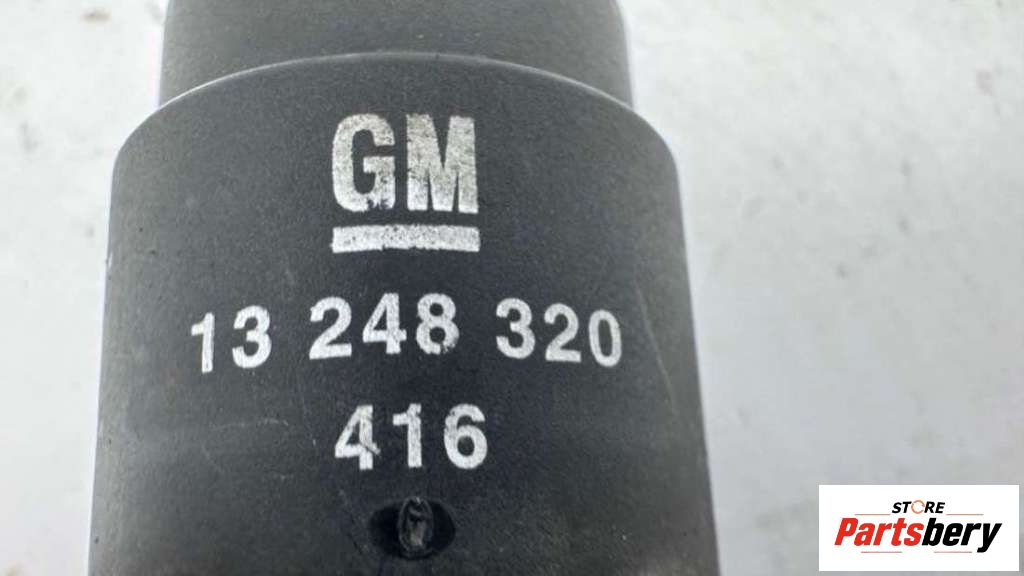 GM
13 248 320
416
STORE
Partsbery